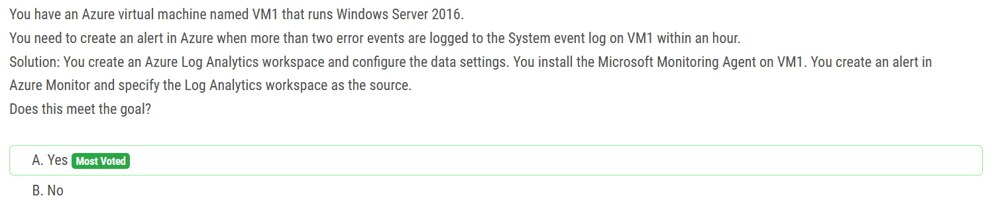 You have an Azure virtual machine named VM1 that runs Windows Server 2016.
You need to create an alert in Azure when more than two error events are logged to the System event log on VM1 within an hour.
Solution: You create an Azure Log Analytics workspace and configure the data settings. You install the Microsoft Monitoring Agent on VM1. You create an alert in
Azure Monitor and specify the Log Analytics workspace as the source.
Does this meet the goal?
A. Yes Most Voted
B. No